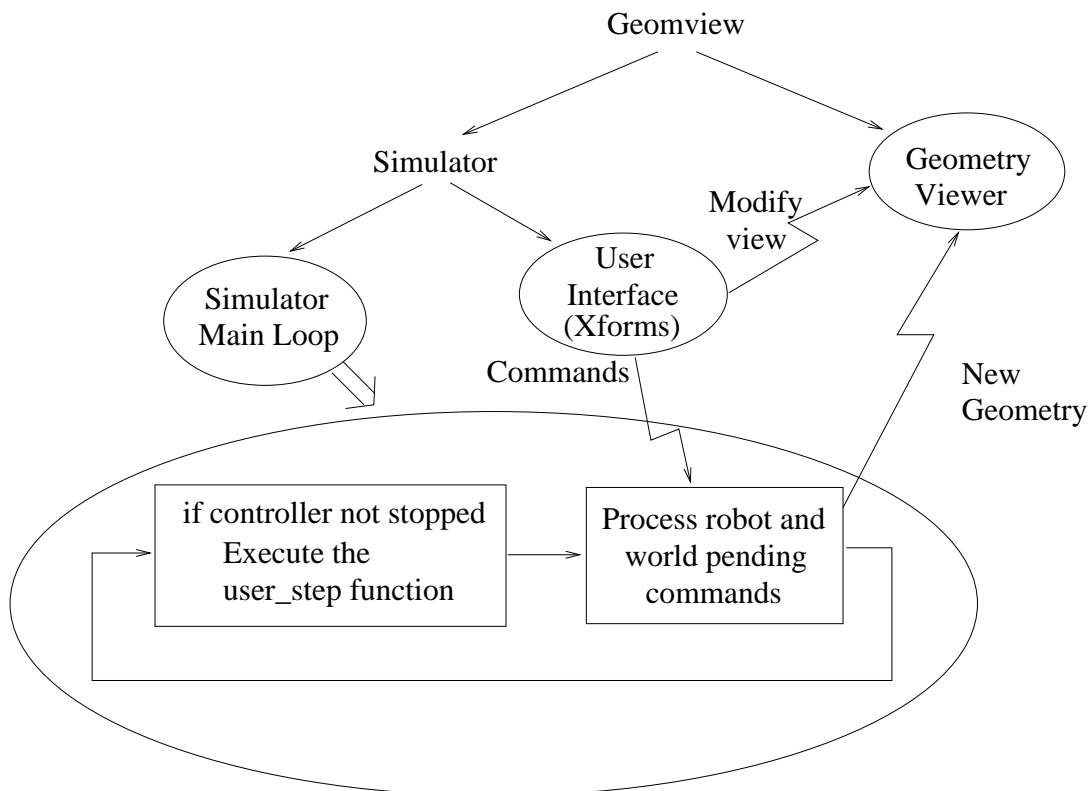 Geomview
Simulator
Geometry
Viewer
Modify
view
User
Interface
(Xforms)
Simulator
Main Loop
Commands
New
Geometry
if controller not stopped
Execute the
user_step function
Process robot and
world pending
commands